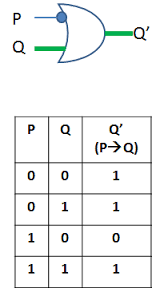 P
Q
Q’
P Q Q’
(P→Q)
0 0 1
0 1 1
1 0 0
1 1 1